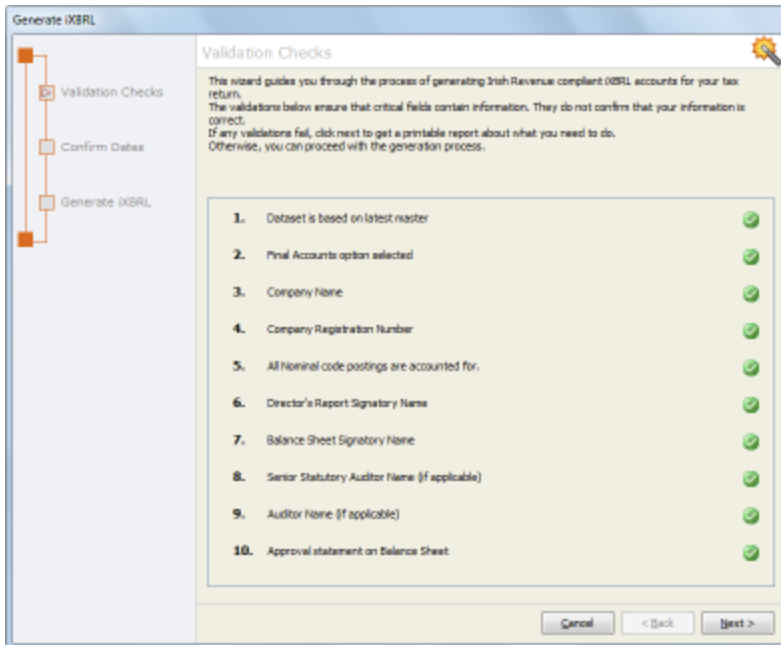 Generate iXBRL
Validation Checks
Confirm Dates
Generate iXBRL
Validation Checks
This wizard guides you through the process of generating Irish Revenue compliant iXBRL accounts for your tax
return.
The validations below ensure that critical fields contain information. They do not confirm that your information is
correct.
If any validations fail, click next to get a printable report about what you need to do.
Otherwise, you can proceed with the generation process.
1. Dataset is based on latest master
2. Final Accounts option selected
3. Company Name
4. Company Registration Number
5. All Nominal code postings are accounted for.
6. Director's Report Signatory Name
7. Balance Sheet Signatory Name
8. Senior Statutory Auditor Name (if applicable)
9. Auditor Name (if applicable)
10. Approval statement on Balance Sheet
Cancel < Back Next >